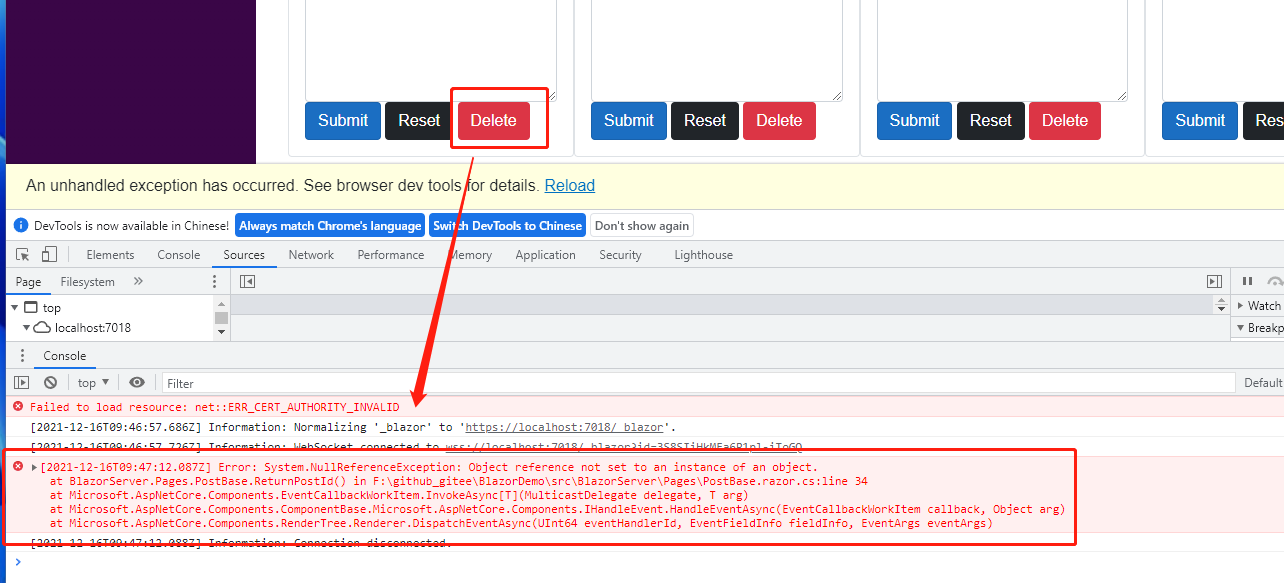 Submit Reset Delete Submit Reset Delete Submit Reset Delete Submit Res
An unhandled exception has occurred. See browser dev tools for details. Reload
DevTools is now available in Chinese! Always match Chrome's language Switch DevTools to Chinese Don't show again
Elements Console Sources Network Performance Memory Application Security Lighthouse
Page Filesystem
top Watch
localhost:7018 Breakp
Console
top Filter Default
Failed to load resource: net::ERR_CERT_AUTHORITY_INVALID
[2021-12-16T09:46:57.686Z] Information: Normalizing '_blazor' to 'https://localhost:7018/_blazor'.
[2021-12-16T09:46:57.726Z] Information: WebSocket connected to wss://localhost:7018/_blazor?id=
[2021-12-16T09:47:12.087Z] Error: System.NullReferenceException: Object reference not set to an instance of an object.
at BlazorServer.Pages.PostBase.ReturnPostId() in F:\github_gitee\BlazorDemo\src\BlazorServer\Pages\PostBase.razor.cs:line 34
at Microsoft.AspNetCore.Components.EventCallbackWorkItem.InvokeAsync[T](MulticastDelegate delegate, T arg)
at Microsoft.AspNetCore.Components.ComponentBase.Microsoft.AspNetCore.Components.IHandleEvent.HandleEventAsync(EventCallbackWorkItem callback, Object arg)
at Microsoft.AspNetCore.Components.RenderTree.Renderer.DispatchEventAsync(UInt64 eventHandlerId, EventFieldInfo fieldInfo, EventArgs eventArgs)
[2021-12-16T09:47:12.088Z] Information: Connection disconnected.